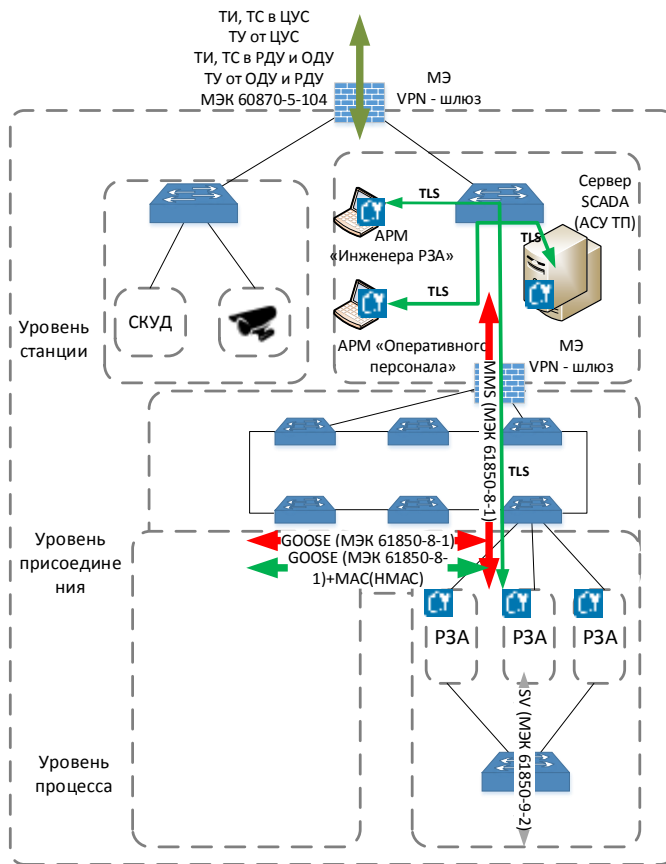 ТИ, ТС в ЦУС
ТУ от ЦУС
ТИ, ТС в РДУ и ОДУ
ТУ от ОДУ и РДУ
МЭК 60870-5-104
МЭ
VPN - шлюз
TLS
АРМ
«Инженера РЗА»
TLS
АРМ «Оперативного
персонала»
Сервер
SCADA
(АСУ ТП)
TLS
СКУД
Уровень
станции
МЭ
VPN - шлюз
MMS (МЭК 61850-8-1)
TLS
GOOSE (МЭК 61850-8-1)
GOOSE (МЭК 61850-8-
1)+MAC(HMAC)
Уровень
присоедине
ния
РЗА
РЗА
РЗА
SV (МЭК 61850-9-2)
Уровень
процесса